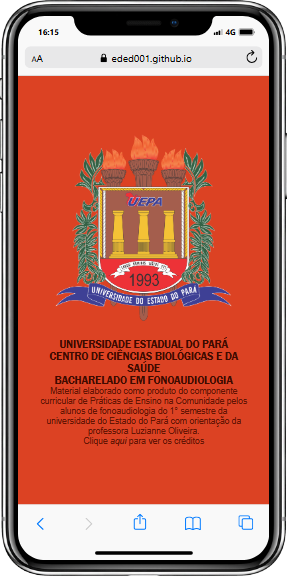 16:15
4G
AA
eded001.github.io
UEPA
1993
UNIVERSIDADE DO ESTADO DO PARÁ
UNIVERSIDADE ESTADUAL DO PARÁ
CENTRO DE CIÊNCIAS BIOLÓGICAS E DA
SAÚDE
BACHARELADO EM FONOAUDIOLOGIA
Material elaborado como produto do componente
curricular de Práticas de Ensino na Comunidade pelos
alunos de fonoaudiologia do 1° semestre da
universidade do Estado do Pará com orientação da
professora Luzianne Oliveira.
Clique aqui para ver os créditos